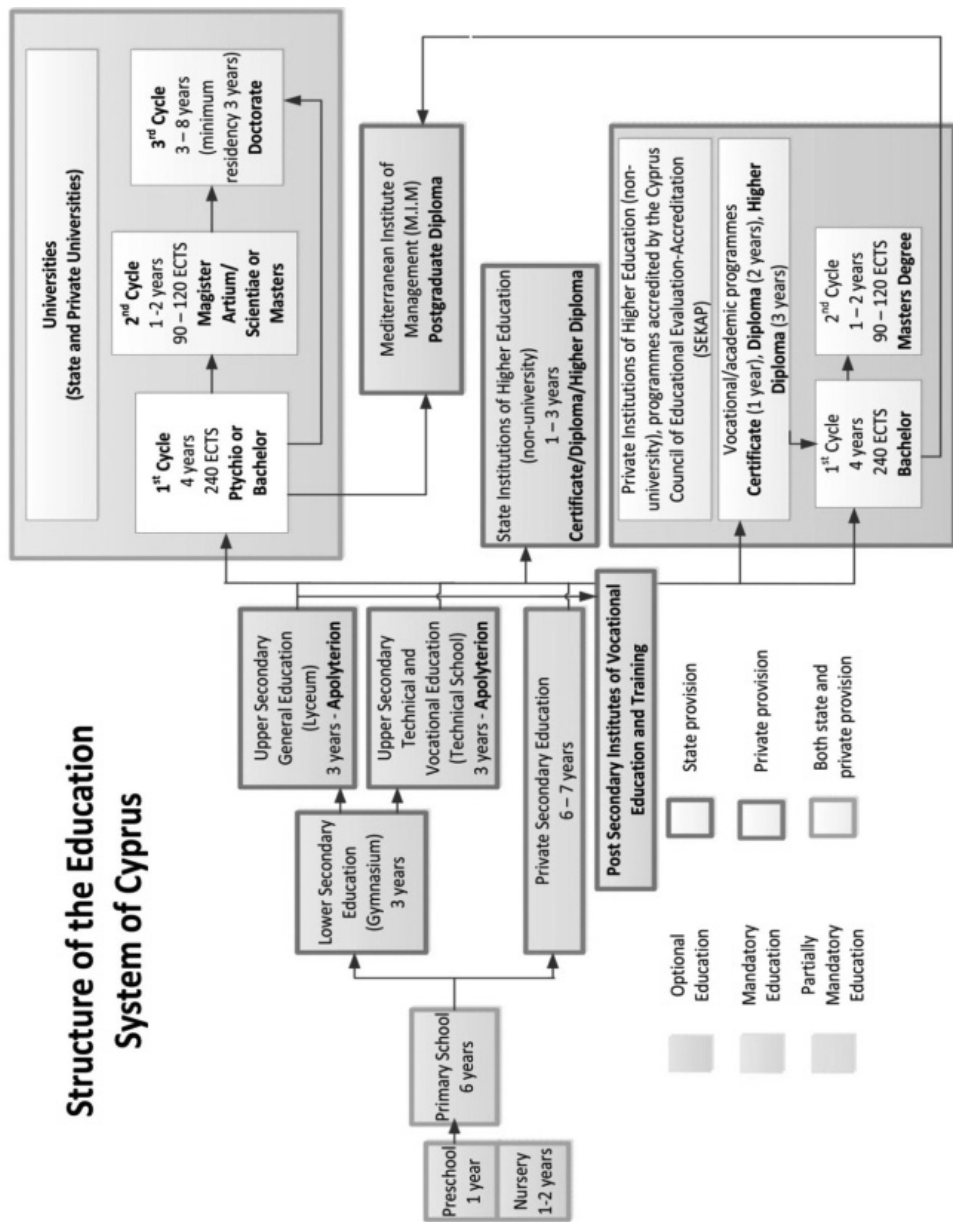 Structure of the Education
System of Cyprus
Preschool
1 year
Nursery
1-2 years
Primary School
6 years
Lower Secondary
Education
(Gymnasium)
3 years
Upper Secondary
General Education
(Lyceum)
3 years - Apolyterion
Upper Secondary
Technical and
Vocational Education
(Technical School)
3 years - Apolyterion
Private Secondary Education
6 – 7 years
Post Secondary Institutes of Vocational
Education and Training
Universities
(State and Private Universities)
1st Cycle
4 years
240 ECTS
Ptychio or
Bachelor
2nd Cycle
1 -2 years
90 – 120 ECTS
Magister
Artium/
Scientiae or
Masters
3rd Cycle
3 – 8 years
(minimum
residency 3 years)
Doctorate
Mediterranean Institute of
Management (M.I.M)
Postgraduate Diploma
State Institutions of Higher Education
(non-university)
1 – 3 years
Certificate/Diploma/Higher Diploma
Private Institutions of Higher Education (non-
university), programmes accredited by the Cyprus
Council of Educational Evaluation-Accreditation
(SEKAP)
Vocational/academic programmes
Certificate (1 year), Diploma (2 years), Higher
Diploma (3 years)
1st Cycle
4 years
240 ECTS
Bachelor
2nd Cycle
1 – 2 years
90 – 120 ECTS
Masters Degree
Optional
Education
Mandatory
Education
Partially
Mandatory
Education
State provision
Private provision
Both state and
private provision